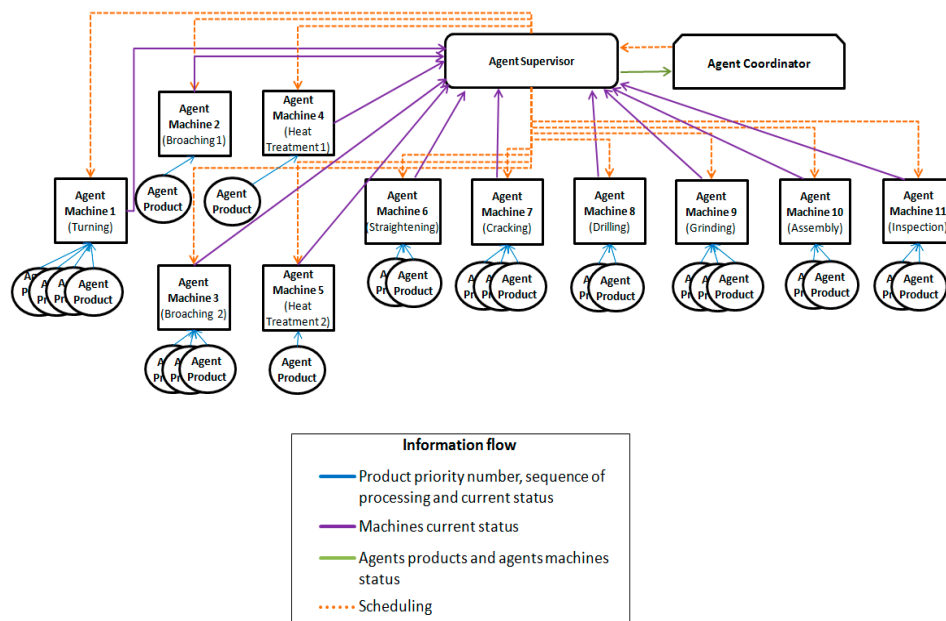 Agent Supervisor
Agent Coordinator
Agent
Machine 2
(Broaching 1)
Agent
Machine 4
(Heat
Treatment 1)
Agent
Product
Agent
Product
Agent
Machine 1
(Turning)
Agent
Machine 6
(Straightening)
Agent
Machine 7
(Cracking)
Agent
Machine 8
(Drilling)
Agent
Machine 9
(Grinding)
Agent
Machine 10
(Assembly)
Agent
Machine 11
(Inspection)
Agent
Product
Agent
Machine 3
(Broaching 2)
Agent
Machine 5
(Heat
Treatment 2)
Agent
Product
Agent
Product
Agent
Product
Agent
Product
Agent
Product
Agent
Product
Agent
Product
Agent
Product
Information flow
Product priority number, sequence of
processing and current status
Machines current status
Agents products and agents machines
status
Scheduling